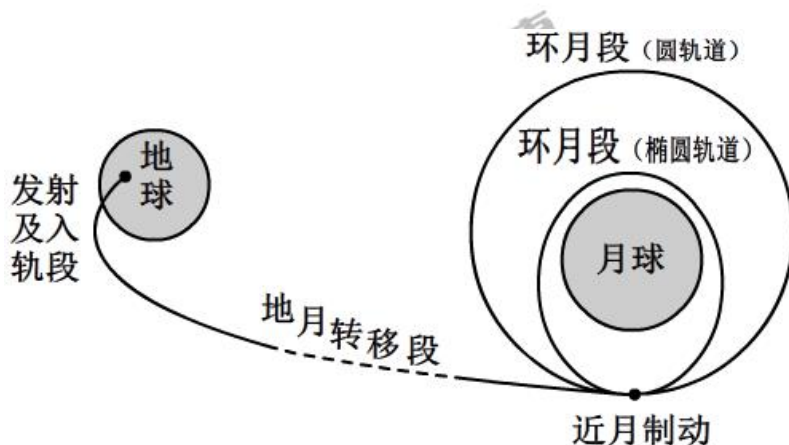 环月段（圆轨道）
环月段（椭圆轨道）
地
球
发射
及入
轨段
月球
地月转移段
近月制动